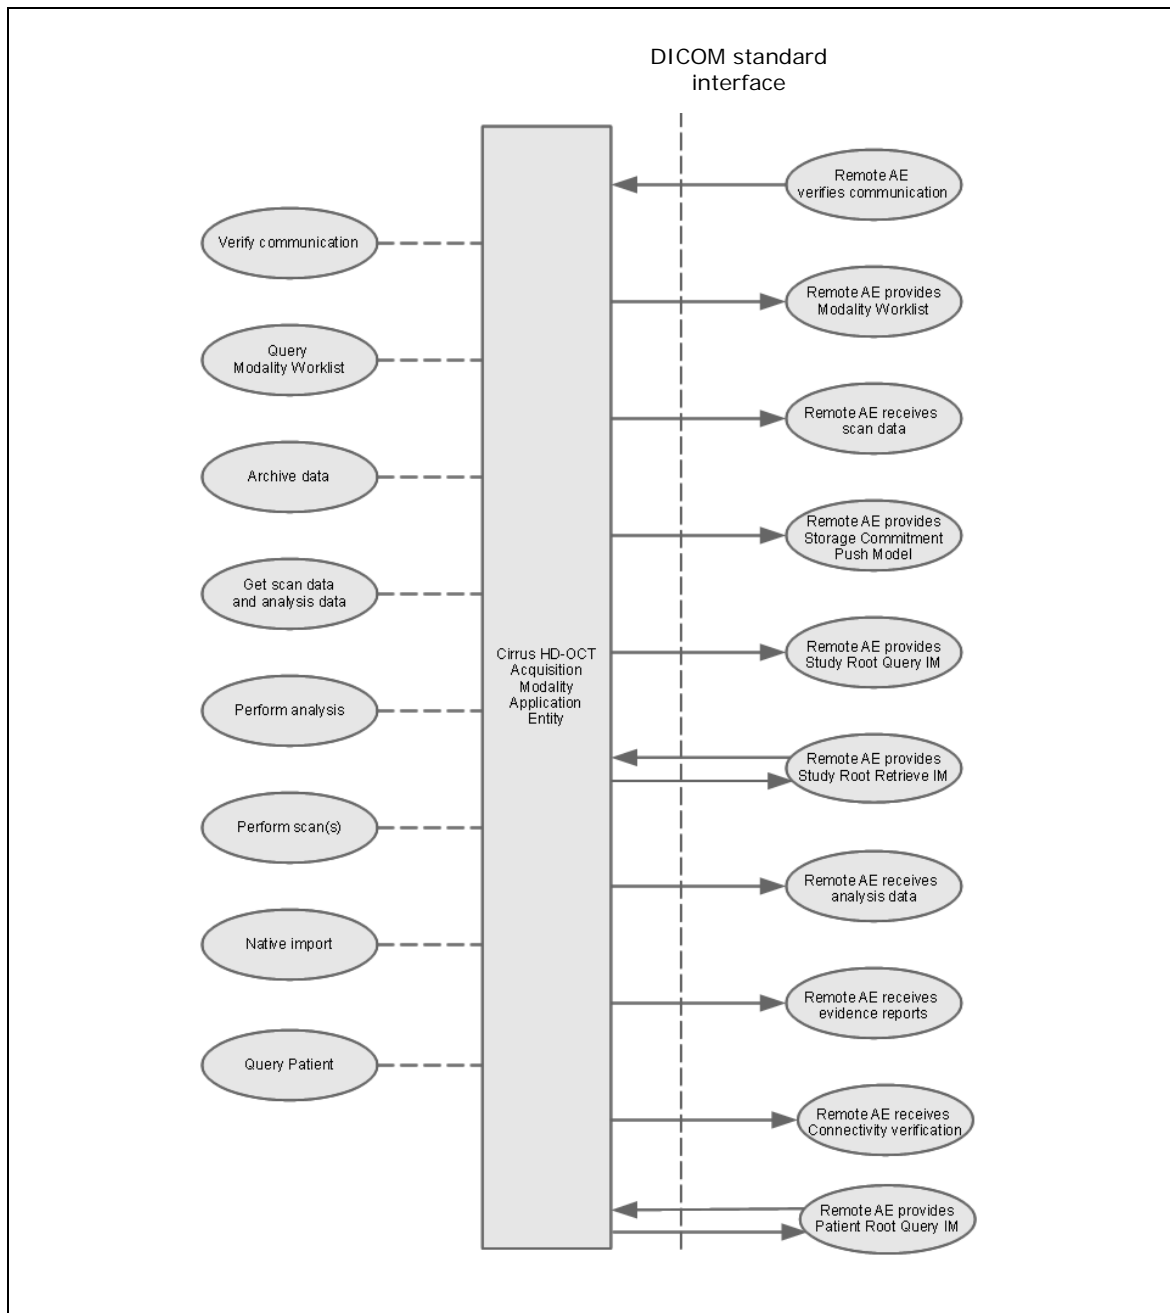 DICOM standard
interface
Remote AE
verifies communication
Verify communication
Remote AE provides
Modality Worklist
Query
Modality Worklist
Remote AE receives
scan data
Archive data
Remote AE provides
Storage Commitment
Push Model
Get scan data
and analysis data
Remote AE provides
Study Root Query IM
Cirrus HD-OCT
Acquisition
Modality
Application
Entity
Perform analysis
Remote AE provides
Study Root Retrieve IM
Perform scan(s)
Remote AE receives
analysis data
Native import
Remote AE receives
evidence reports
Query Patient
Remote AE receives
Connectivity verification
Remote AE provides
Patient Root Query IM